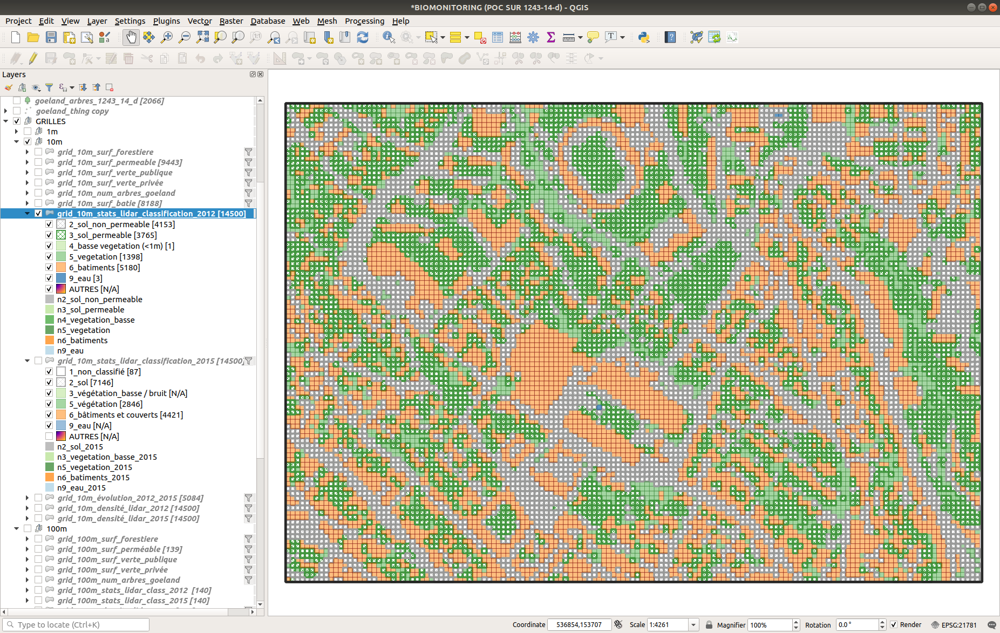 *BIOMONITORING (POC SUR 1243-14-d) - QGIS
Project Edit View Layer Settings Plugins Vector Raster Database Web Mesh Processing Help
Layers
goeland_arbres_1243_14_d [2066]
goeland_thing copy
GRILLES
1m
10m
grid_10m_surf_forestiere
grid_10m_surf_permeable [9443]
grid_10m_surf_verte_publique
grid_10m_surf_verte_privée
grid_10m_num_arbres_goeland
grid_10m_surf_batie [8188]
grid_10m_stats_lidar_classification_2012 [14500]
2_sol_non_permeable [4153]
3_sol_permeable [3765]
4_basse vegetation (<1m) [1]
5_vegetation [1398]
6_batiments [5180]
9_eau [3]
AUTRES [N/A]
n2_sol_non_permeable
n3_sol_permeable
n4_vegetation_basse
n5_vegetation
n6_batiments
n9_eau
grid_10m_stats_lidar_classification_2015 [14500]
1_non_classifié [87]
2_sol [7146]
3_végétation_basse / bruit [N/A]
5_végétation [2846]
6_bâtiments et couverts [4421]
9_eau [N/A]
AUTRES [N/A]
n2_sol_2015
n3_vegetation_basse_2015
n5_vegetation_2015
n6_batiments_2015
n9_eau_2015
grid_10m_évolution_2012_2015 [5084]
grid_10m_densité_lidar_2012 [14500]
grid_10m_densité_lidar_2015 [14500]
100m
grid_100m_surf_forestiere
grid_100m_surf_perméable [139]
grid_100m_surf_verte_publique
grid_100m_surf_verte_privée
grid_100m_num_arbres_goeland
grid_100m_stats_lidar_class_2012 [140]
grid_100m_stats_lidar_class_2015 [140]
Type to locate (Ctrl+K) Coordinate 536854,153707 Scale 1:4261 Magnifier 100% Rotation 0.0 ° Render EPSG:21781